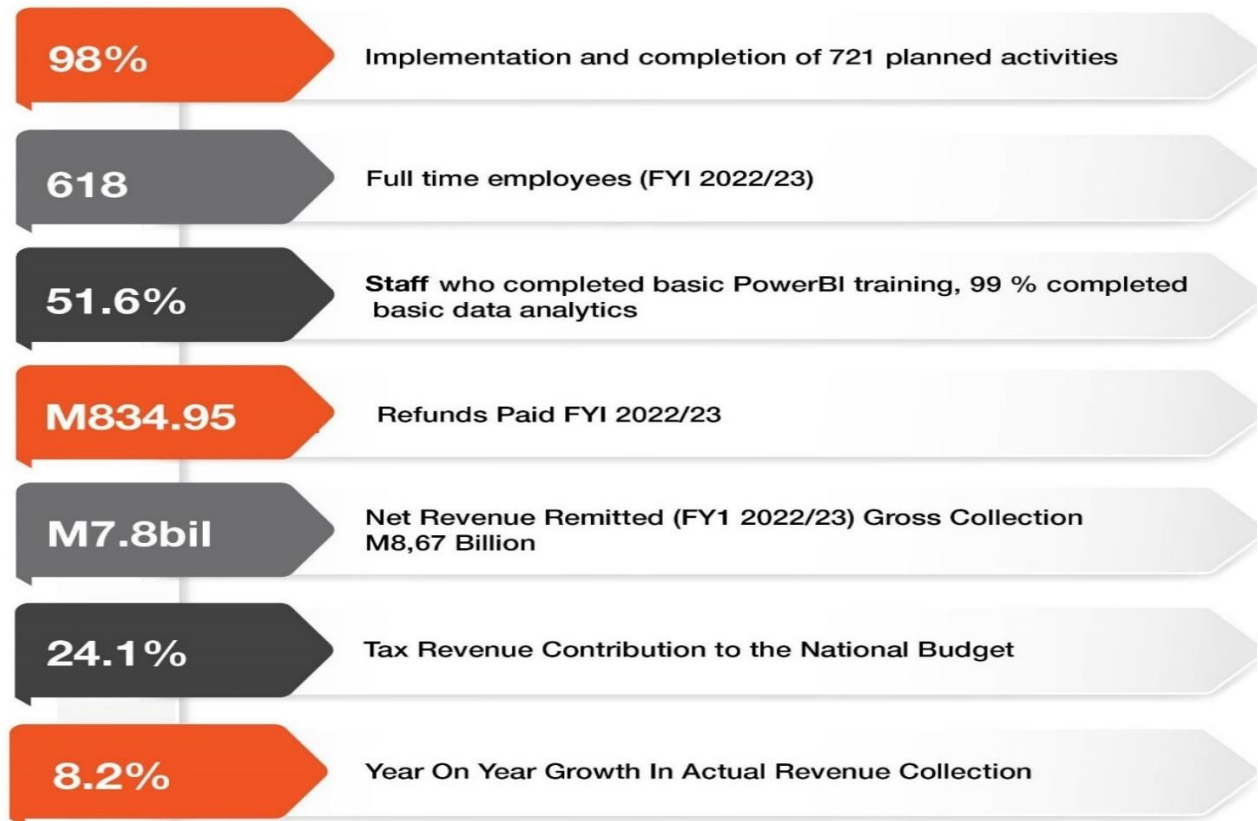 98%
Implementation and completion of 721 planned activities
618
Full time employees (FYI 2022/23)
51.6%
Staff who completed basic PowerBI training, 99 % completed
basic data analytics
M834.95
Refunds Paid FYI 2022/23
M7.8bil
Net Revenue Remitted (FY1 2022/23) Gross Collection
M8,67 Billion
24.1%
Tax Revenue Contribution to the National Budget
8.2%
Year On Year Growth In Actual Revenue Collection